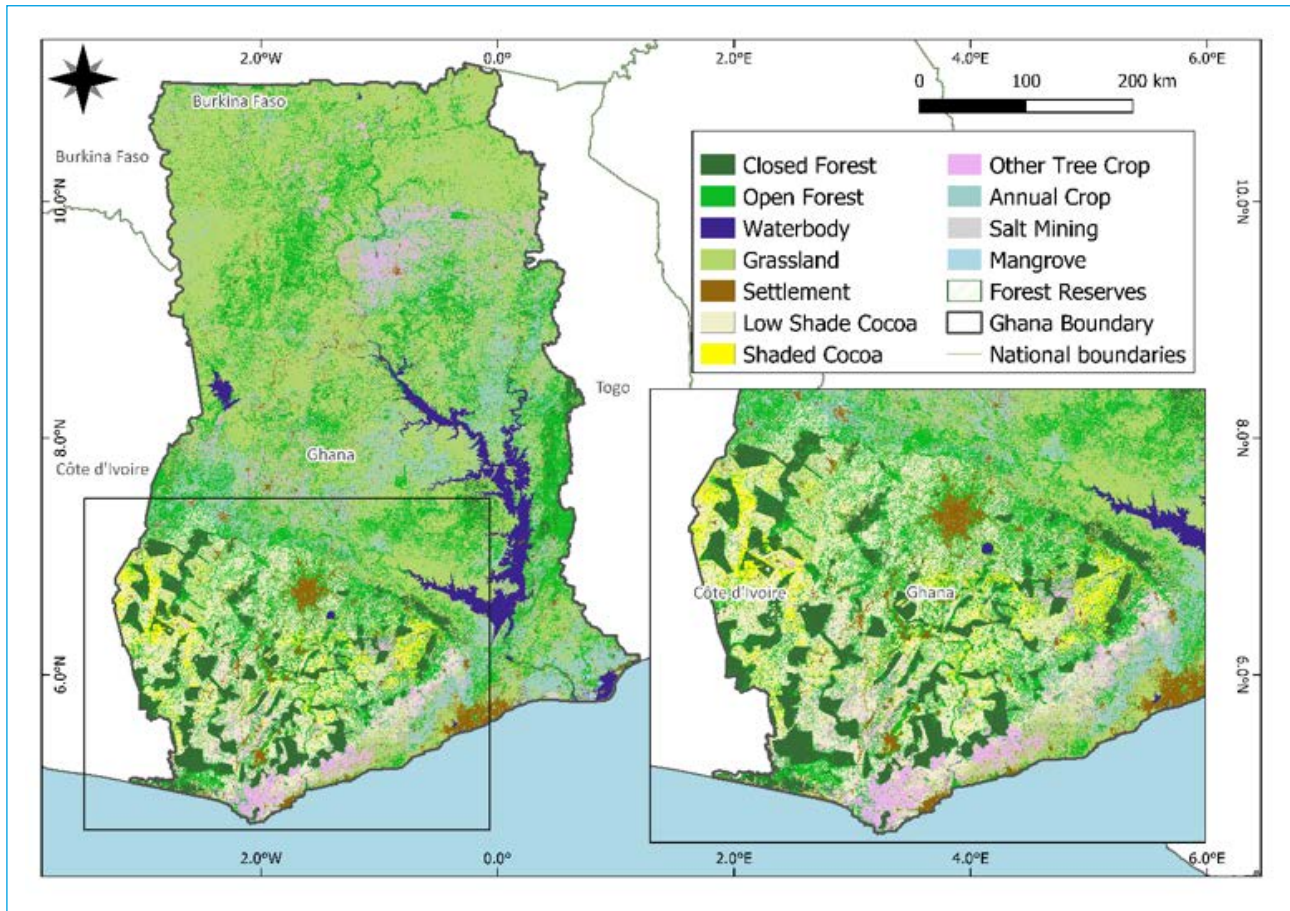 2.0°W
0.0°
2.0°E
4.0°E
6.0°E
0
100
200 km
Burkina Faso
Burkina Faso
10.0°N
10.0°N
Closed Forest
Open Forest
Waterbody
Grassland
Settlement
Low Shade Cocoa
Shaded Cocoa
Other Tree Crop
Annual Crop
Salt Mining
Mangrove
Forest Reserves
Ghana Boundary
National boundaries
Togo
8.0°N
8.0°N
Ghana
Côte d'Ivoire
Côte d'Ivoire
Ghana
6.0°N
6.0°N
2.0°W
0.0°
2.0°E
4.0°E
6.0°E